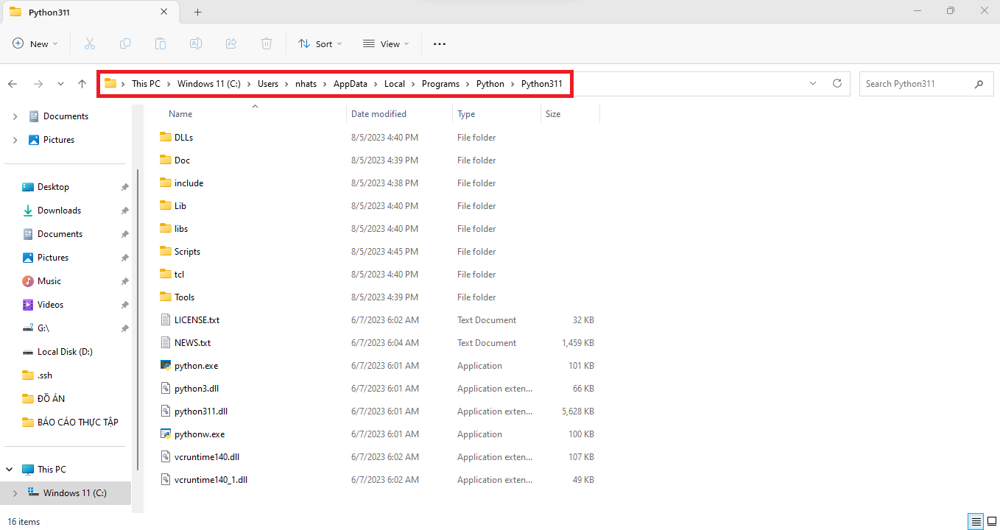 Python311
New
Sort
View
This PC > Windows 11 (C:) > Users > nhats > AppData > Local > Programs > Python > Python311
Search Python311
Documents
Pictures
Desktop
Downloads
Documents
Pictures
Music
Videos
G:\
Local Disk (D:)
.ssh
ĐỒ ÁN
BÁO CÁO THỰC TẬP
This PC
Windows 11 (C:)
Name Date modified Type Size
DLLs 8/5/2023 4:40 PM File folder
Doc 8/5/2023 4:39 PM File folder
include 8/5/2023 4:38 PM File folder
Lib 8/5/2023 4:40 PM File folder
libs 8/5/2023 4:40 PM File folder
Scripts 8/5/2023 4:45 PM File folder
tcl 8/5/2023 4:40 PM File folder
Tools 8/5/2023 4:39 PM File folder
LICENSE.txt 6/7/2023 6:02 AM Text Document 32 KB
NEWS.txt 6/7/2023 6:04 AM Text Document 1,459 KB
python.exe 6/7/2023 6:01 AM Application 101 KB
python3.dll 6/7/2023 6:01 AM Application exten... 66 KB
python311.dll 6/7/2023 6:01 AM Application exten... 5,628 KB
pythonw.exe 6/7/2023 6:01 AM Application 100 KB
vcruntime140.dll 6/7/2023 6:02 AM Application exten... 107 KB
vcruntime140_1.dll 6/7/2023 6:02 AM Application exten... 49 KB
16 items